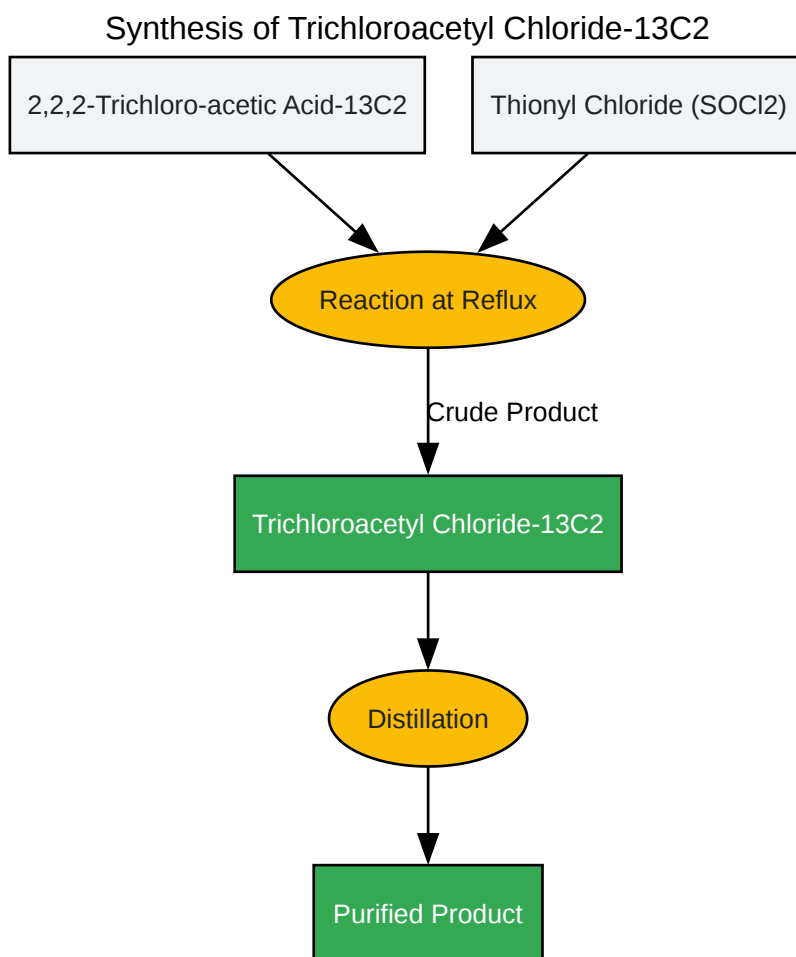 Synthesis of Trichloroacetyl Chloride-13C2
2,2,2-Trichloro-acetic Acid-13C2
Thionyl Chloride (SOCl2)
Reaction at Reflux
Crude Product
Trichloroacetyl Chloride-13C2
Distillation
Purified Product